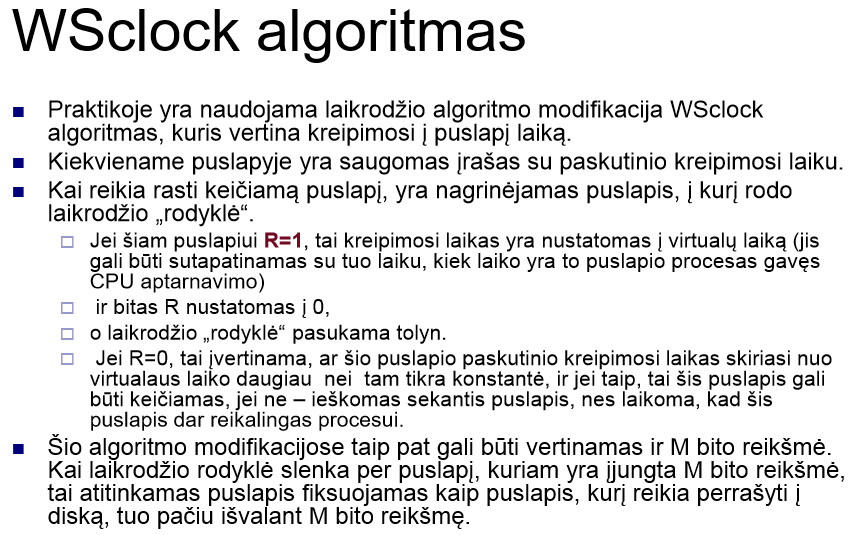 WSclock algoritmas
Praktikoje yra naudojama laikrodžio algoritmo modifikacija WSclock
algoritmas, kuris vertina kreipimosi į puslapį laiką.
Kiekviename puslapyje yra saugomas įrašas su paskutinio kreipimosi laiku.
Kai reikia rasti keičiamą puslapį, yra nagrinėjamas puslapis, į kurį rodo
laikrodžio „rodyklė“.
Jei šiam puslapiui R=1, tai kreipimosi laikas yra nustatomas į virtualų laiką (jis
gali būti sutapatinamas su tuo laiku, kiek laiko yra to puslapio procesas gavęs
CPU aptarnavimo)
ir bitas R nustatomas į 0,
o laikrodžio „rodyklė“ pasukama tolyn.
Jei R=0, tai įvertinama, ar šio puslapio paskutinio kreipimosi laikas skiriasi nuo
virtualaus laiko daugiau nei tam tikra konstantė, ir jei taip, tai šis puslapis gali
būti keičiamas, jei ne – ieškomas sekantis puslapis, nes laikoma, kad šis
puslapis dar reikalingas procesui.
Šio algoritmo modifikacijose taip pat gali būti vertinamas ir M bito reikšmė.
Kai laikrodžio rodyklė slenka per puslapį, kuriam yra įjungta M bito reikšmė,
tai atitinkamas puslapis fiksuojamas kaip puslapis, kurį reikia perrašyti į
diską, tuo pačiu išvalant M bito reikšmę.